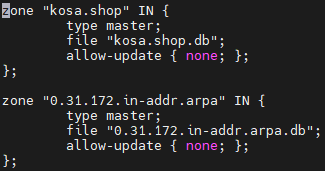 zone "kosa.shop" IN {
        type master;
        file "kosa.shop.db";
        allow-update { none; };
};

zone "0.31.172.in-addr.arpa" IN {
        type master;
        file "0.31.172.in-addr.arpa.db";
        allow-update { none; };
};